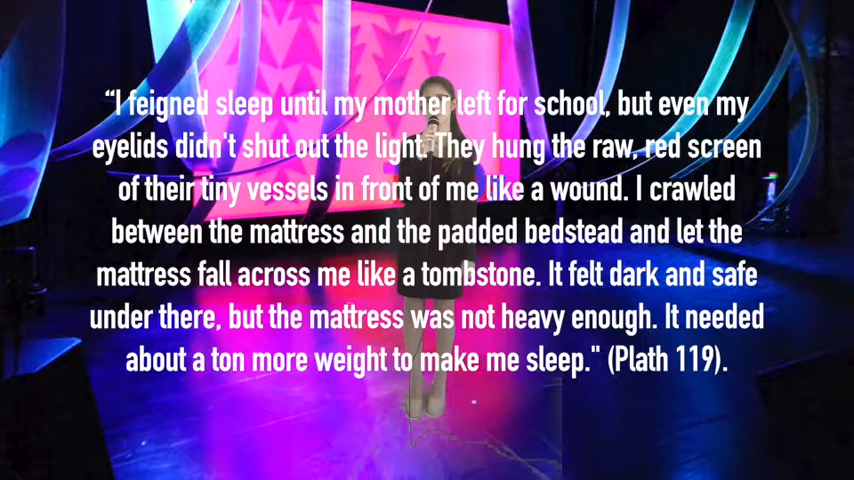 “I feigned sleep until my mother left for school, but even my
eyelids didn't shut out the light. They hung the raw, red screen
of their tiny vessels in front of me like a wound. I crawled
between the mattress and the padded bedstead and let the
mattress fall across me like a tombstone. It felt dark and safe
under there, but the mattress was not heavy enough. It needed
about a ton more weight to make me sleep." (Plath 119).